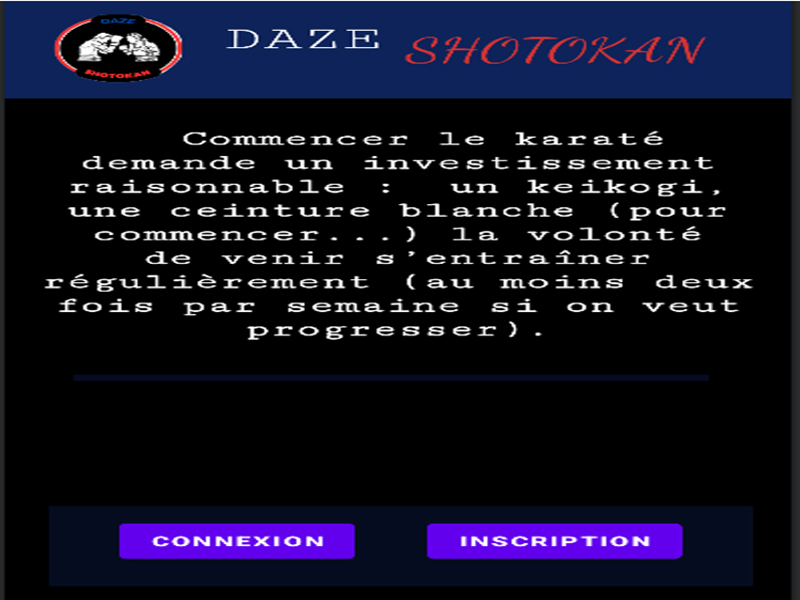 DAZE
SHOTOKAN
DAZE SHOTOKAN
Commencer le karaté
demande un investissement
raisonnable : un keikogi,
une ceinture blanche (pour
commencer...) la volonté
de venir s'entraîner
régulièrement (au moins deux
fois par semaine si on veut
progresser).
CONNEXION INSCRIPTION